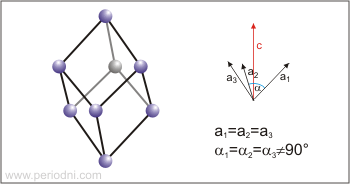 c
a₃ a₂ α a₁
a₁=a₂=a₃
α₁=α₂=α₃≠90°
www.periodni.com